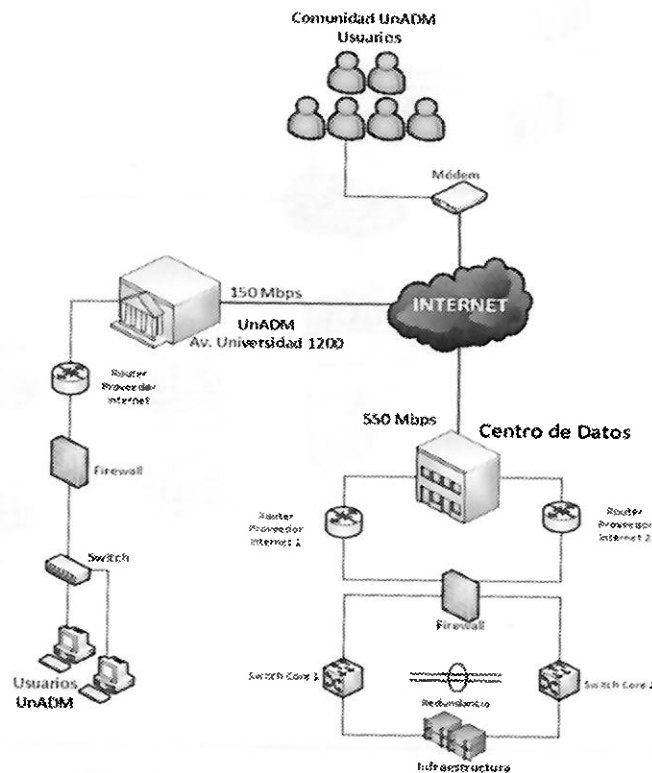 Comunidad UnADM
Usuarios
Módem
INTERNET
150 Mbps
UnADM
Av. Universidad 1200
Router
Proveedor
Internet
Firewall
Switch
Usuarios
UnADM
550 Mbps
Centro de Datos
Router
Proveedor
Internet 1
Router
Proveedor
Internet 2
Firewall
Switch Core 1
Redundancia
Switch Core 2
Infraestructura